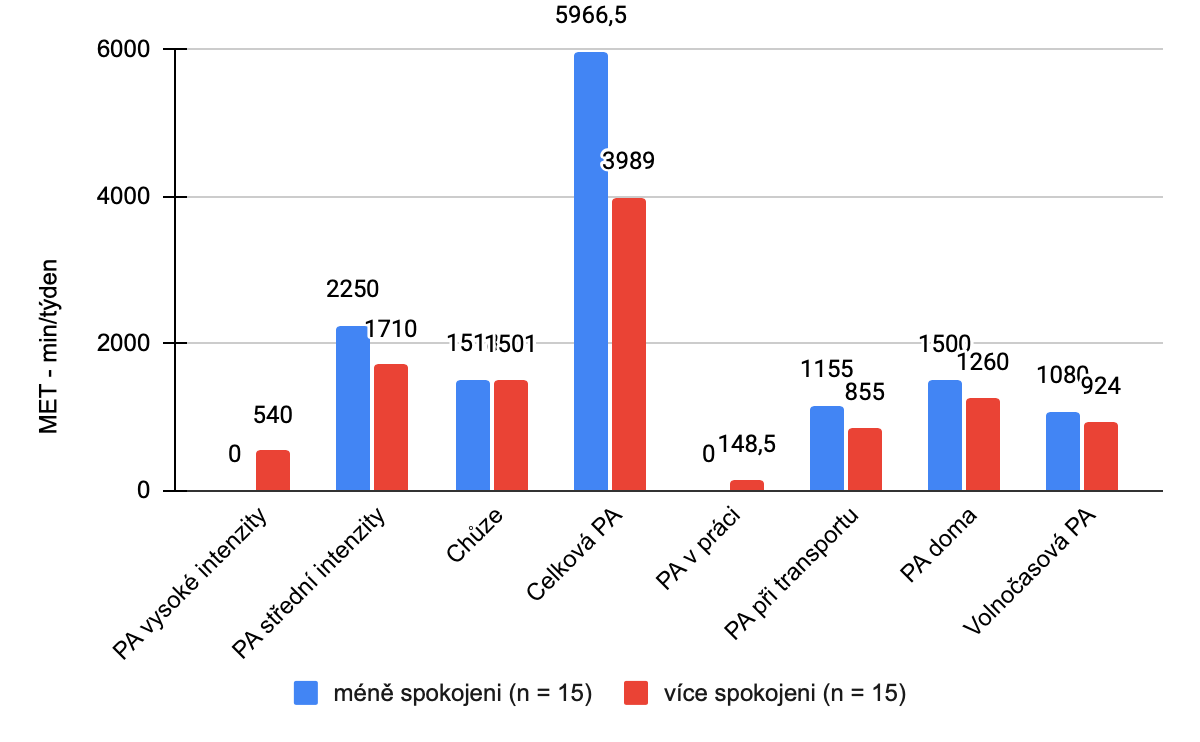 5966,5
6000
3989
4000
MET - min/týden
2250
1710
2000
1501
1500
1260
1155
855
1080
924
540
0
0
148,5
0
PA vysoké intenzity
PA střední intenzity
Chůze
Celková PA
PA v práci
PA při transportu
PA doma
Volnočasová PA
méně spokojeni (n = 15)
více spokojeni (n = 15)